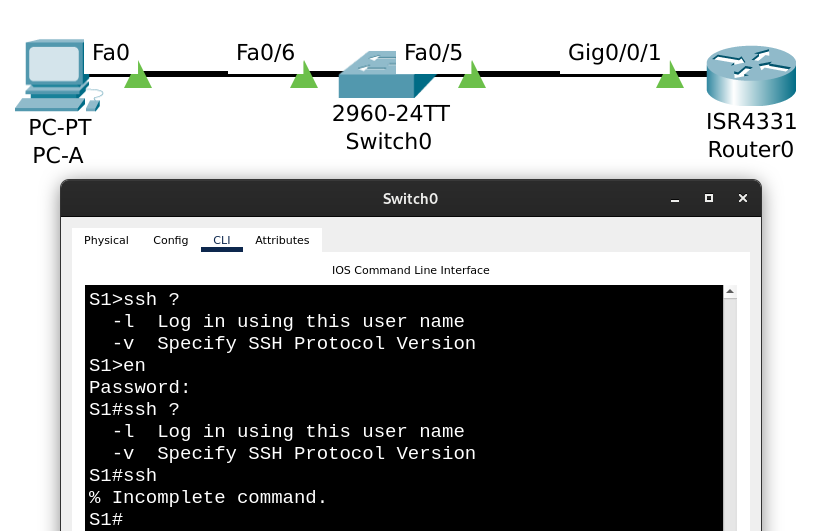 Fa0 Fa0/6 Fa0/5 Gig0/0/1
PC-PT
PC-A
2960-24TT
Switch0
ISR4331
Router0
Switch0
Physical Config CLI Attributes
IOS Command Line Interface
S1>ssh ?
-l Log in using this user name
-v Specify SSH Protocol Version
S1>en
Password:
S1#ssh ?
-l Log in using this user name
-v Specify SSH Protocol Version
S1#ssh
% Incomplete command.
S1#